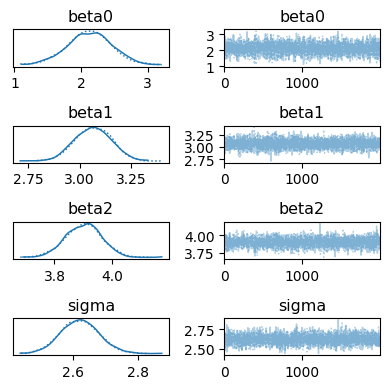 beta0 beta0
3
2
1
1 2 3 0 1000
beta1 beta1
3.25
3.00
2.75
2.75 3.00 3.25 0 1000
beta2 beta2
4.00
3.75
3.8 4.0 0 1000
sigma sigma
2.75
2.50
2.6 2.8 0 1000